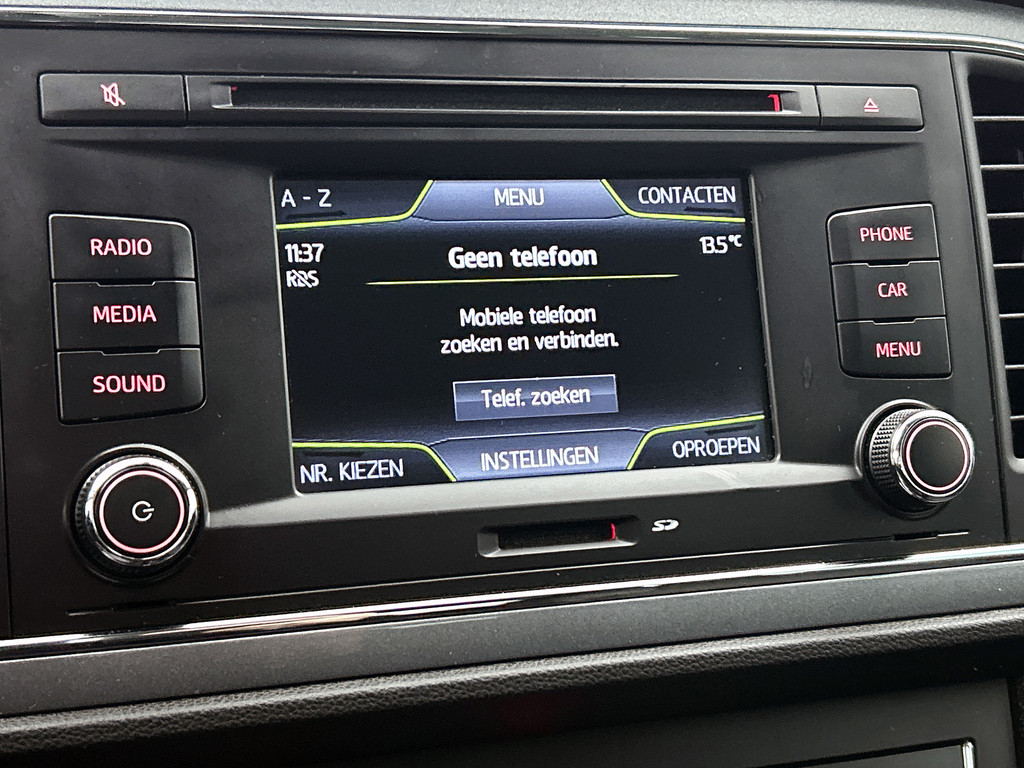 A - Z
MENU
CONTACTEN
RADIO
11:37
Geen telefoon
13.5°C
PHONE
RDS
MEDIA
Mobiele telefoon
CAR
zoeken en verbinden.
MENU
SOUND
Telef. zoeken
NR. KIEZEN
INSTELLINGEN
OPROEPEN
SD